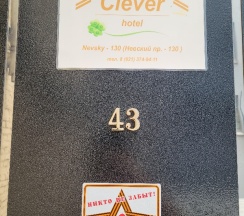 Clever
hotel
Nevsky - 130 (Невский пр. - 130 )
43
НИКТО НЕ ЗАБЫТ!